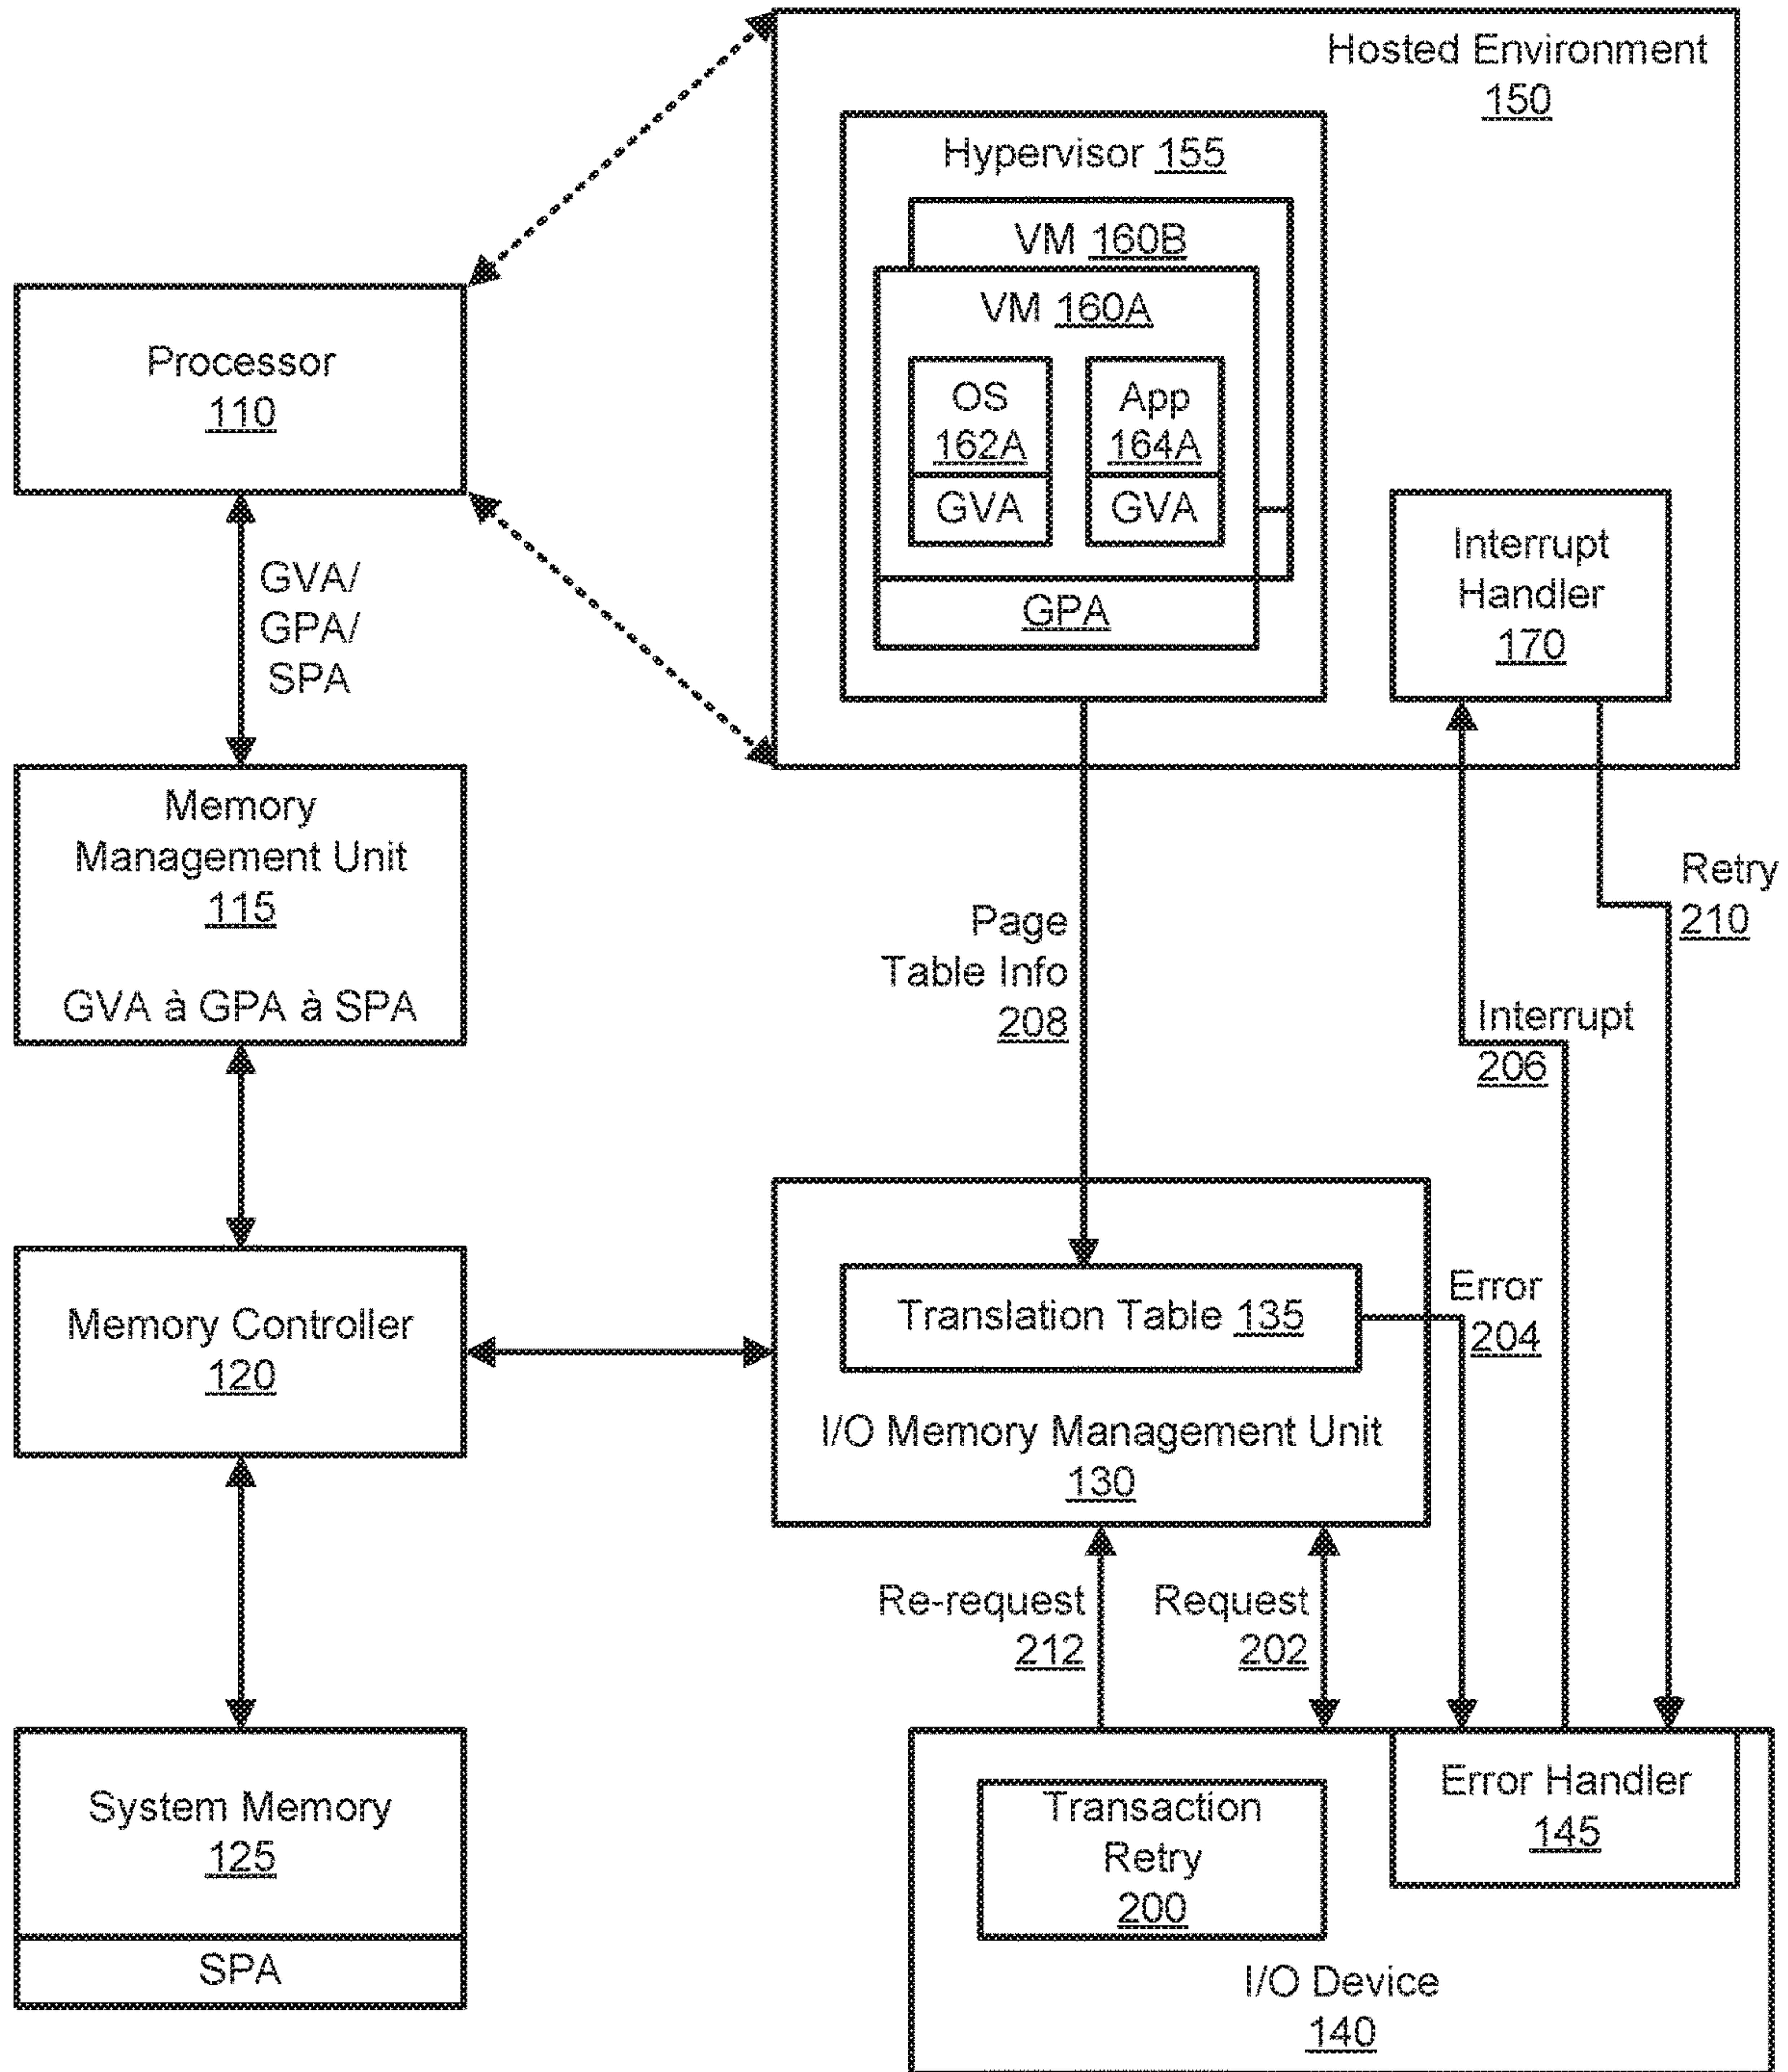 Hosted Environment
150
Hypervisor 155
VM 160B
VM 160A
OS
162A
GVA
App
164A
GVA
GPA
Interrupt
Handler
170
Processor
110
GVA/
GPA/
SPA
Memory
Management Unit
115
GVA à GPA à SPA
Page
Table Info
208
Retry
210
Interrupt
206
Memory Controller
120
Translation Table 135
I/O Memory Management Unit
130
Error
204
Re-request
212
Request
202
System Memory
125
SPA
Transaction
Retry
200
Error Handler
145
I/O Device
140